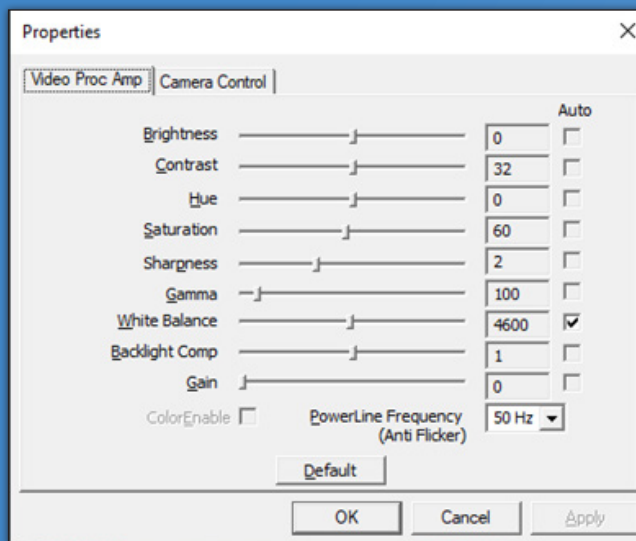 Properties
Video Proc Amp Camera Control
Auto
Brightness 0
Contrast 32
Hue 0
Saturation 60
Sharpness 2
Gamma 100
White Balance 4600
Backlight Comp 1
Gain 0
ColorEnable PowerLine Frequency 50 Hz
(Anti Flicker)
Default
OK Cancel Apply